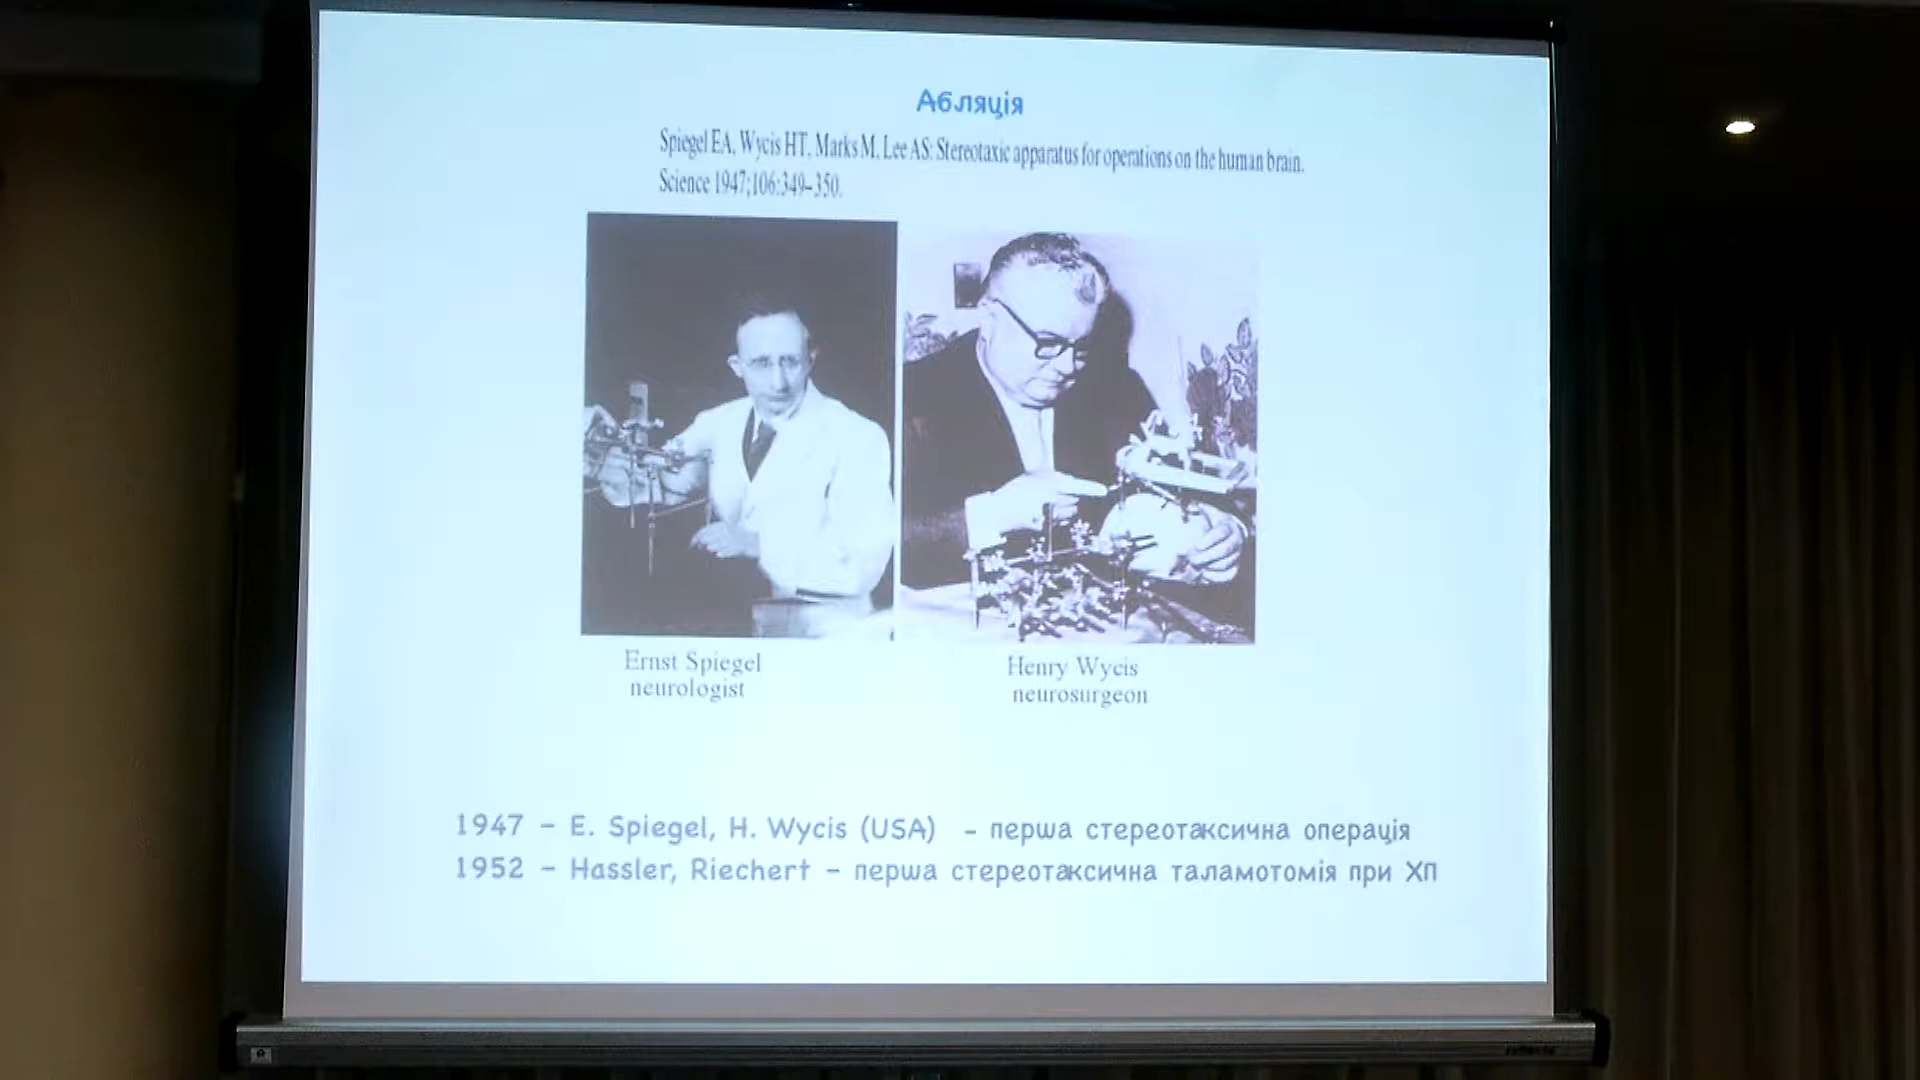 Абляція
Spiegel EA, Wycis HT, Marks M, Lee AS: Stereotaxic apparatus for operations on the human brain.
Science 1947;106:349–350.
Ernst Spiegel
neurologist
Henry Wycis
neurosurgeon
1947 – E. Spiegel, H. Wycis (USA) – перша стереотаксична операція
1952 – Hassler, Riechert – перша стереотаксична таламотомія при ХП